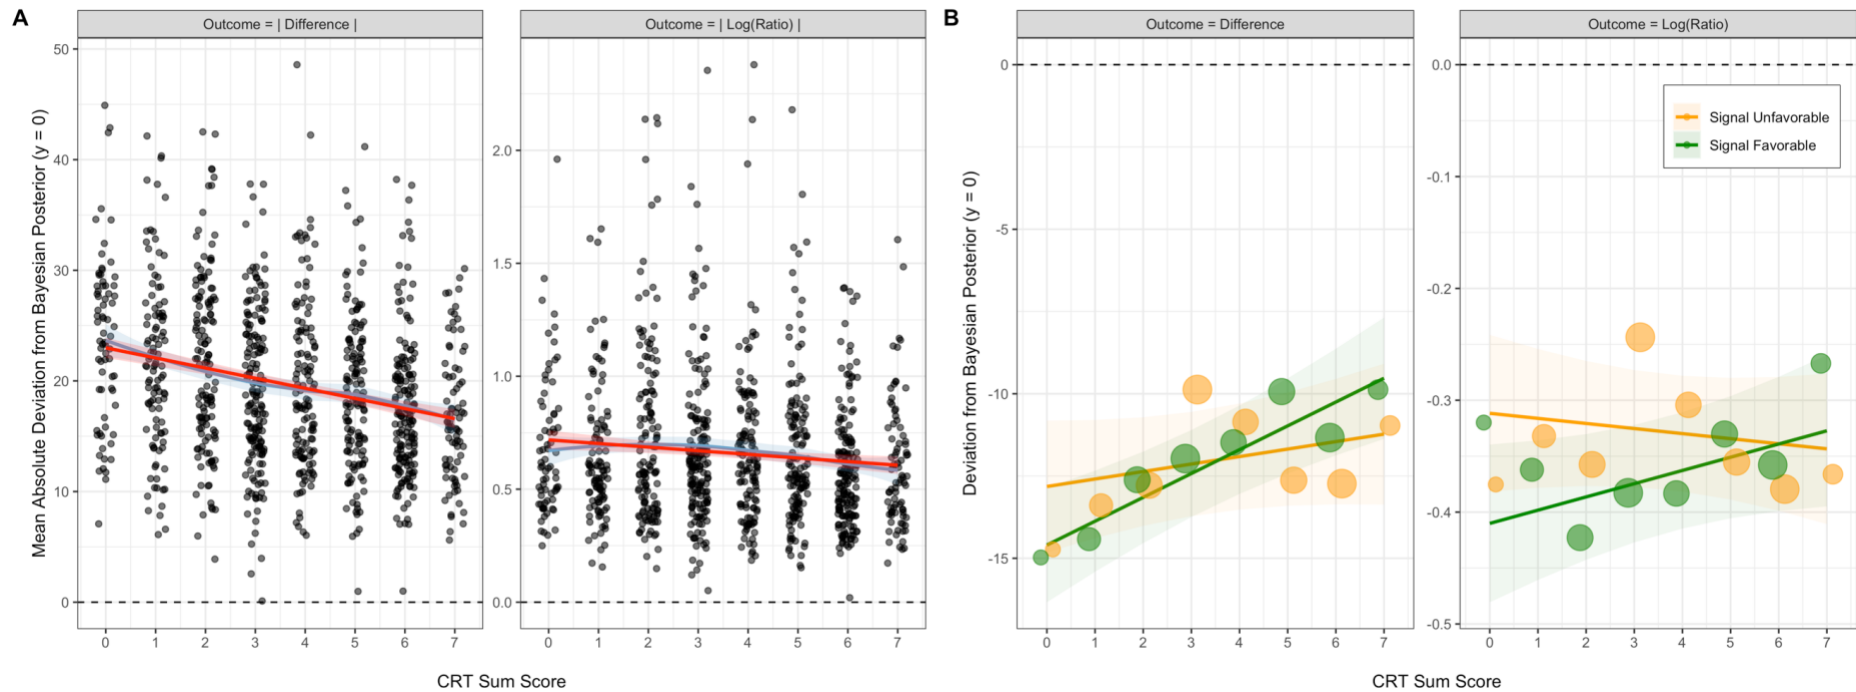 A
B
Outcome = | Difference |
Outcome = | Log(Ratio) |
Outcome = Difference
Outcome = Log(Ratio)
Mean Absolute Deviation from Bayesian Posterior (y = 0)
50
40
30
20
10
0
2.0
1.5
1.0
0.5
0.0
0 1 2 3 4 5 6 7
0 1 2 3 4 5 6 7
CRT Sum Score
Deviation from Bayesian Posterior (y = 0)
0
-5
-10
-15
0.0
-0.1
-0.2
-0.3
-0.4
-0.5
Signal Unfavorable
Signal Favorable
0 1 2 3 4 5 6 7
0 1 2 3 4 5 6 7
CRT Sum Score